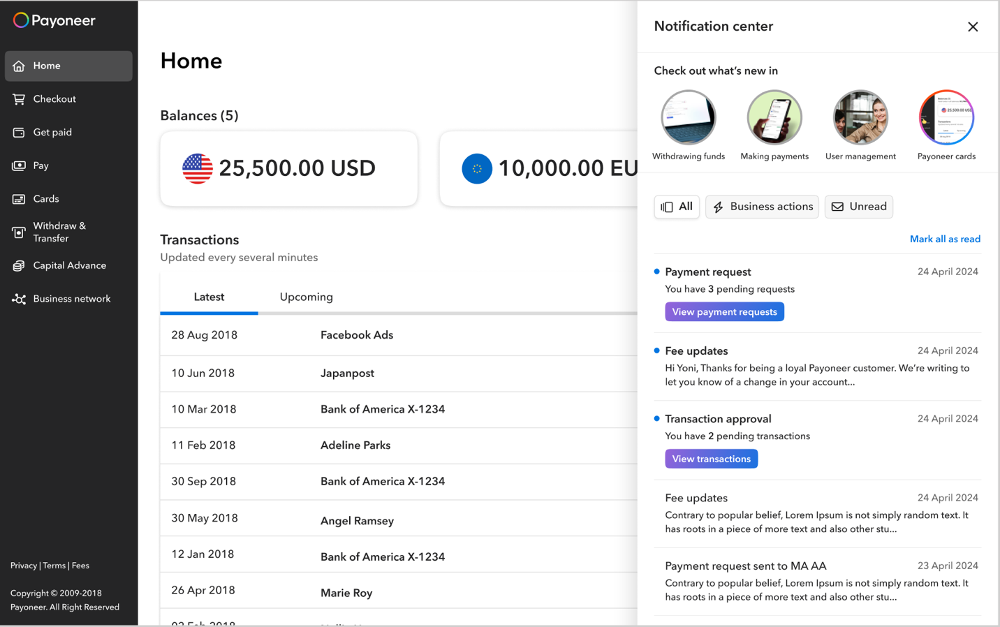 Payoneer
Home
Checkout
Get paid
Pay
Cards
Withdraw &
Transfer
Capital Advance
Business network
Privacy | Terms | Fees
Copyright © 2009-2018
Payoneer. All Right Reserved
Home
Balances (5)
25,500.00 USD
10,000.00 EU
Transactions
Updated every several minutes
Latest
Upcoming
28 Aug 2018 Facebook Ads
10 Jun 2018 Japanpost
10 Mar 2018 Bank of America X-1234
11 Feb 2018 Adeline Parks
30 Sep 2018 Bank of America X-1234
30 May 2018 Angel Ramsey
12 Jan 2018 Bank of America X-1234
26 Apr 2018 Marie Roy
Notification center
Check out what's new in
Withdrawing funds
Making payments
User management
Payoneer cards
All
Business actions
Unread
Mark all as read
Payment request 24 April 2024
You have 3 pending requests
View payment requests
Fee updates 24 April 2024
Hi Yoni, Thanks for being a loyal Payoneer customer. We're writing to
let you know of a change in your account...
Transaction approval 24 April 2024
You have 2 pending transactions
View transactions
Fee updates 24 April 2024
Contrary to popular belief, Lorem Ipsum is not simply random text. It
has roots in a piece of more text and also other stu...
Payment request sent to MA AA 23 April 2024
Contrary to popular belief, Lorem Ipsum is not simply random text. It
has roots in a piece of more text and also other stu...